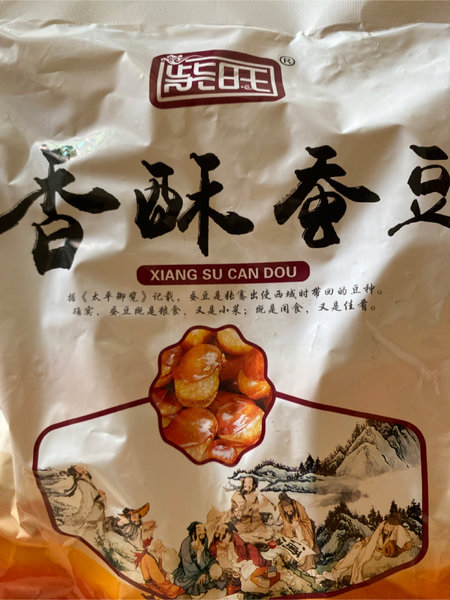 紫旺®
香酥蚕豆
XIANG SU CAN DOU
据《太平御览》记载，蚕豆是张骞出使西域时带回的豆种。
确实，蚕豆既是粮食，又是小菜；既是闲食，又是佳肴。